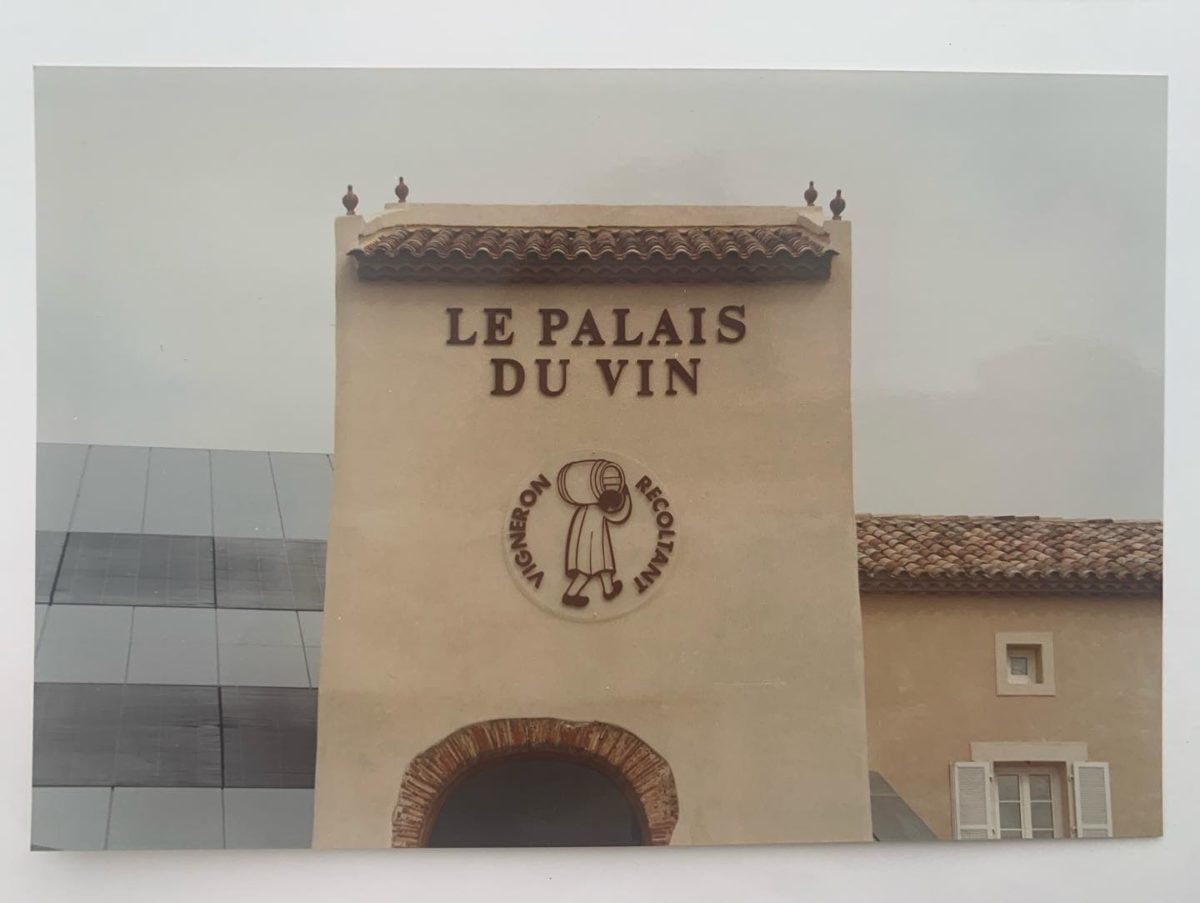 LE PALAIS
DU VIN
VIGNERON
RECOLTANT